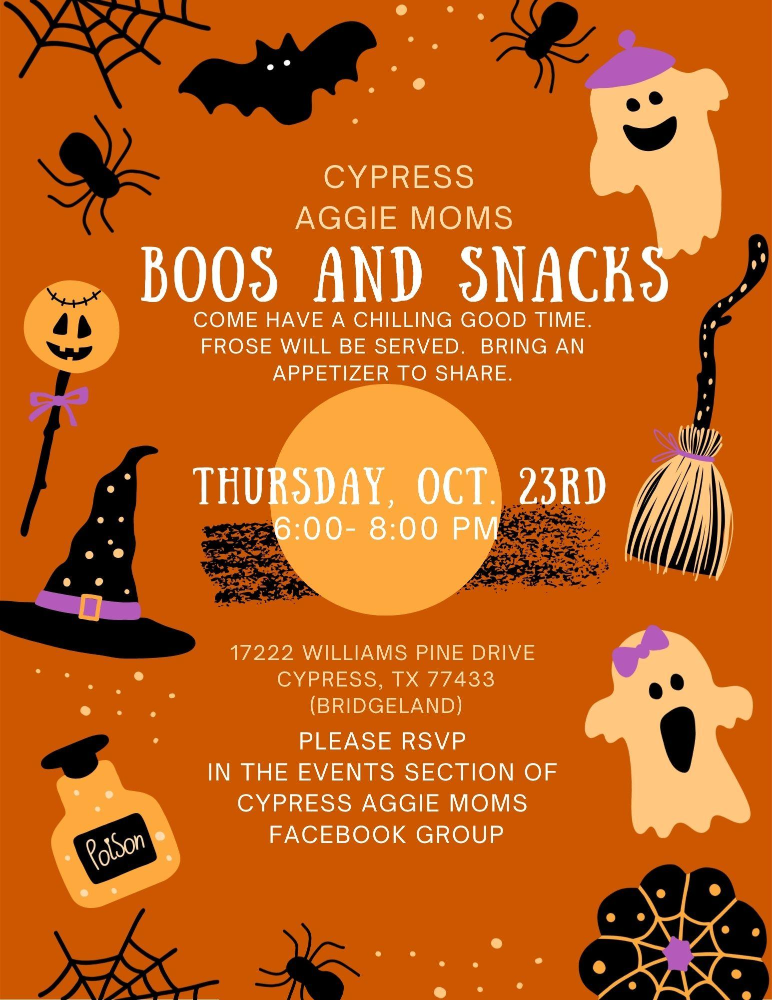 CYPRESS
AGGIE MOMS
BOOS AND SNACKS
COME HAVE A CHILLING GOOD TIME.
FROSE WILL BE SERVED.  BRING AN
APPETIZER TO SHARE.
THURSDAY, OCT. 23RD
6:00- 8:00 PM
17222 WILLIAMS PINE DRIVE
CYPRESS, TX 77433
(BRIDGELAND)
PLEASE RSVP
IN THE EVENTS SECTION OF
CYPRESS AGGIE MOMS
FACEBOOK GROUP
Poison